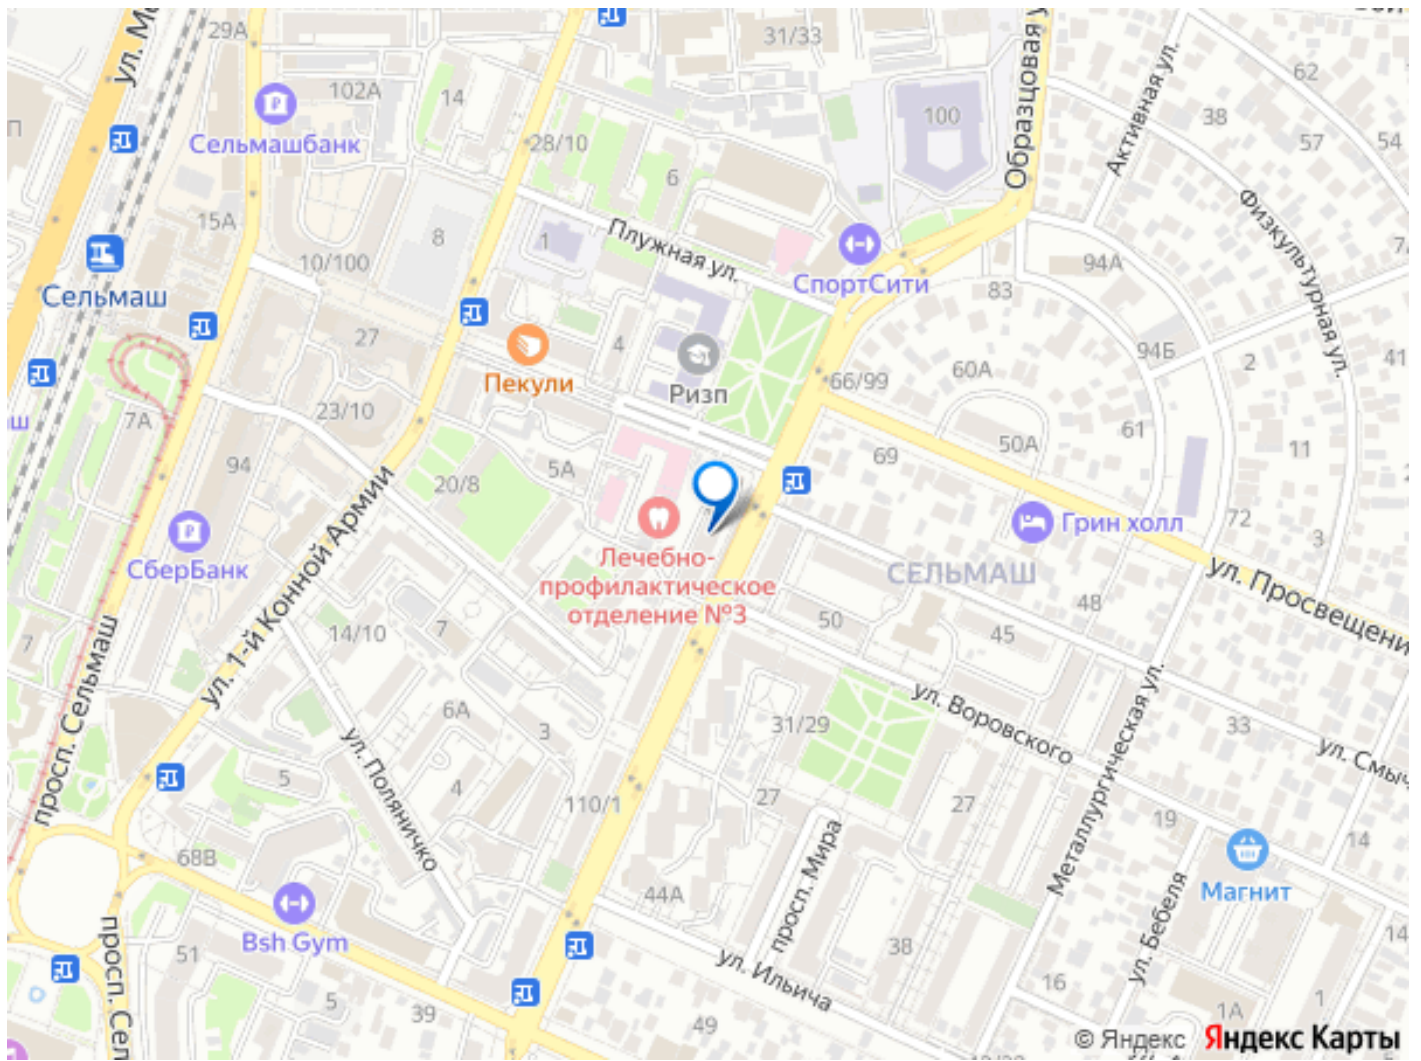 29А
ул. Мо
102А
14
31/33
Образцовая у
Активная ул.
62
38
57
54
100
Сельмашбанк
28/10
6
15А
8
1
10/100
Плужная ул.
СпортСити
Физкультурная ул.
94А
83
Сельмаш
27
4
Пекули
Ризп
66/99
60А
94Б
2
41
23/10
7А
ш
94
20/8
5А
69
50А
61
11
72
3
СберБанк
ул. 1-й Конной Армии
Лечебно-
профилактическое
отделение №3
Грин холл
СЕЛЬМАШ
ул. Просвещени
7
14/10
7
50
45
48
просп. Сельмаш
6А
3
ул. Поляничко
31/29
ул. Воровского
Металлургическая ул.
33
ул. Смыч
5
4
110/1
27
27
19
14
68В
просп. Мира
Магнит
44А
ул. Бебеля
Bsh Gym
просп. Сел
51
38
14
ул. Ильича
5
39
49
16
1А
1
© Яндекс Яндекс Карты